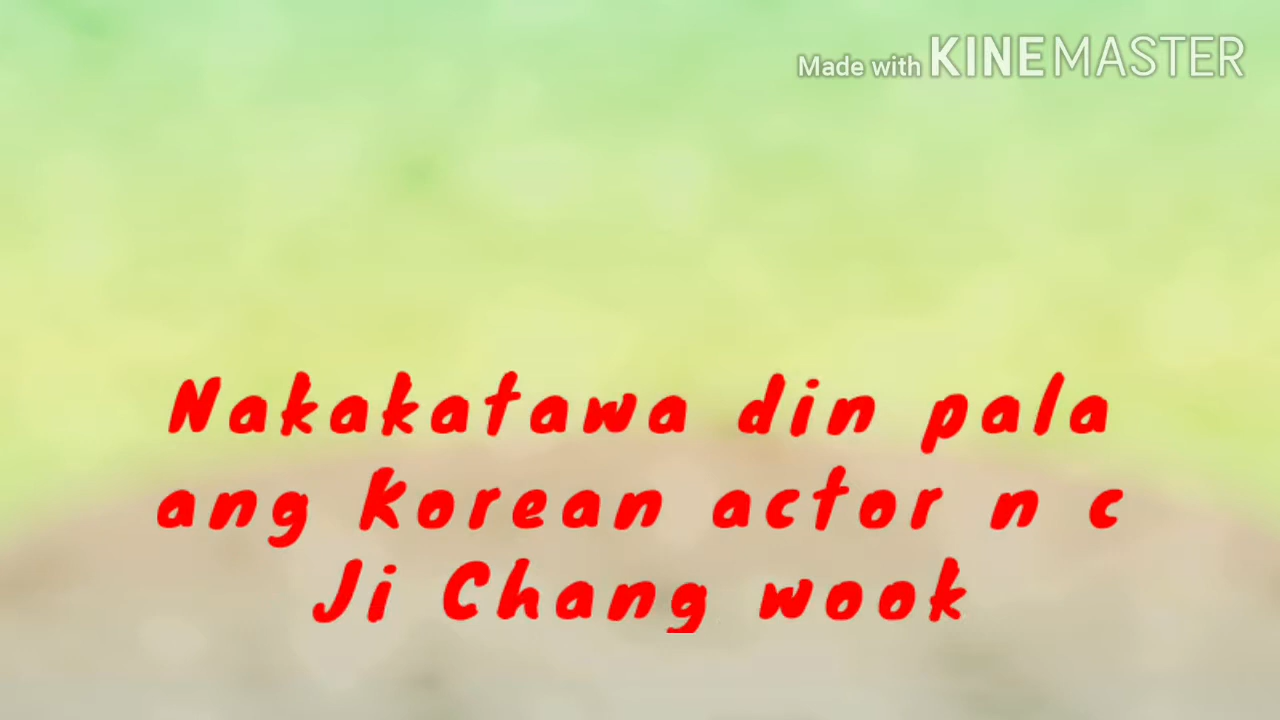 Made with KINEMASTER
Nakakatawa din pala
ang Korean actor n c
Ji Chang wook